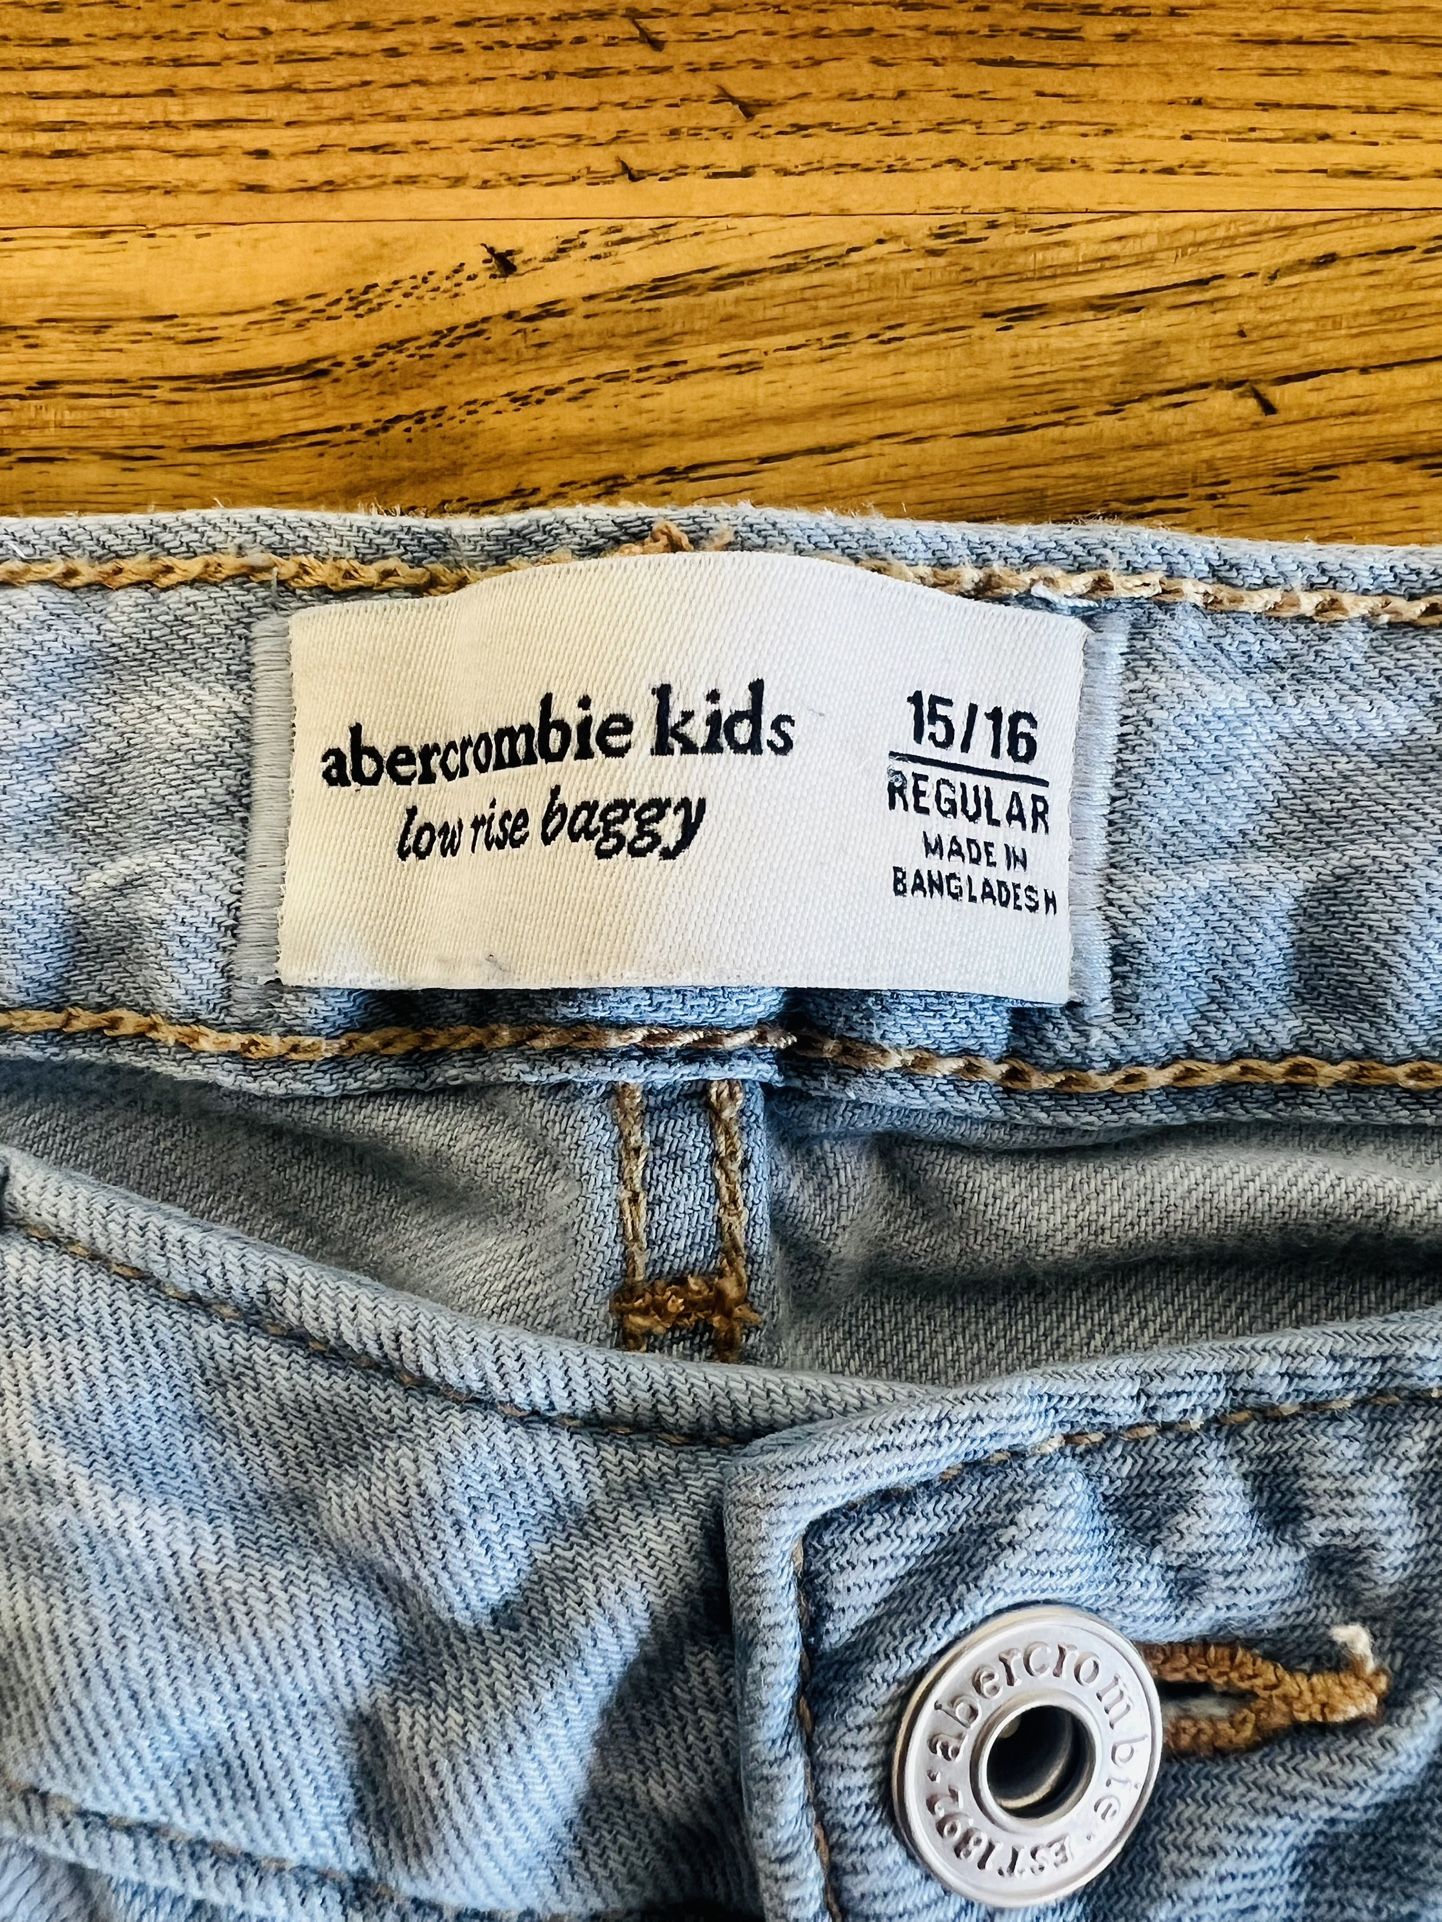 abercrombie kids
low rise baggy
15/16
REGULAR
MADE IN
BANGLADESH
abercrombie
EST 1892